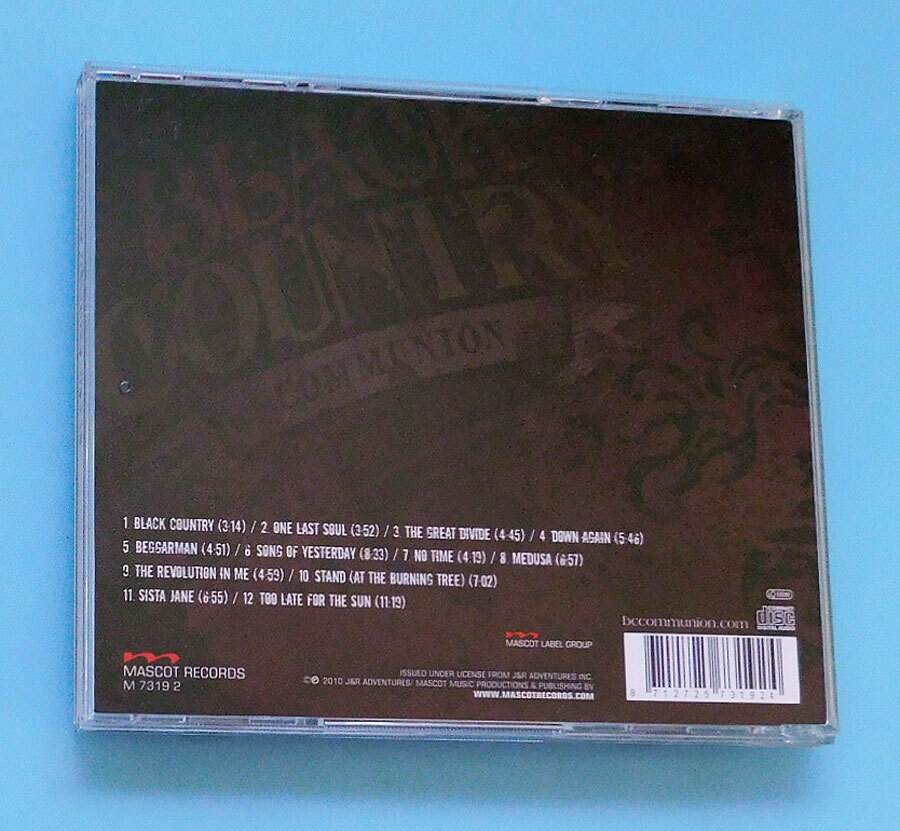 BLACK
COUNTRY
COMMUNION
1 BLACK COUNTRY (3:14) / 2. ONE LAST SOUL (3:52) / 3 THE GREAT DIVIDE (4:45) / 4 DOWN AGAIN (5:46)
5 BEGGARMAN (4:51) / 6 SONG OF YESTERDAY (8:33) / 7 NO TIME (4:19) / 8 MEDUSA (6:57)
9 THE REVOLUTION IN ME (4:59) / 10 STAND (AT THE BURNING TREE) (7:02)
11 SISTA JANE (6:55) / 12 TOO LATE FOR THE SUN (11:19)
bccommunion.com
COMPACT
disc
DIGITAL AUDIO
MASCOT LABEL GROUP
MASCOT RECORDS
M 7319 2
ISSUED UNDER LICENSE FROM J&R ADVENTURES INC.
©℗ 2010 J&R ADVENTURES/ MASCOT MUSIC PRODUCTIONS & PUBLISHING BV
WWW.MASCOTRECORDS.COM
8 712725 731924